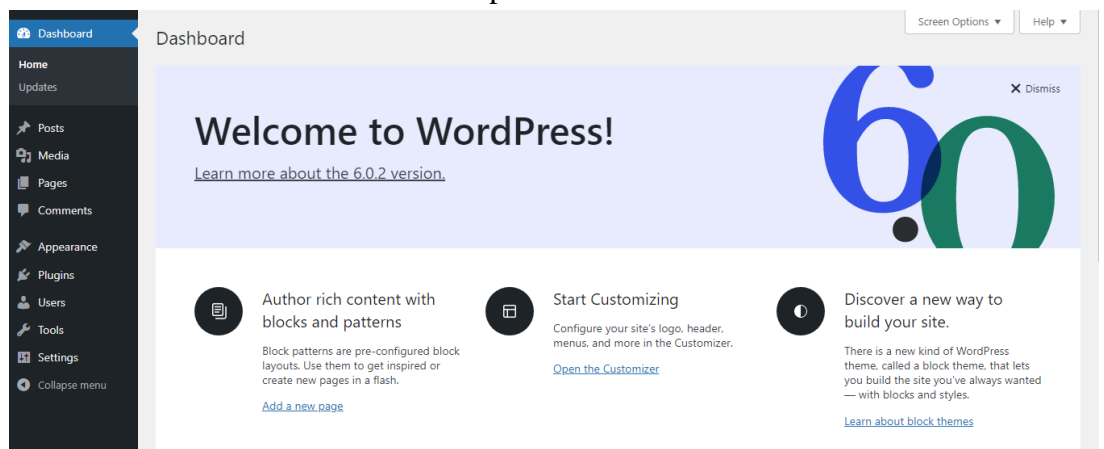 Dashboard
Home
Updates
Posts
Media
Pages
Comments
Appearance
Plugins
Users
Tools
Settings
Collapse menu
Screen Options ▼
Help ▼
Dashboard
Dismiss
Welcome to WordPress!
Learn more about the 6.0.2 version.
6.0
Author rich content with
blocks and patterns
Block patterns are pre-configured block
layouts. Use them to get inspired or
create new pages in a flash.
Add a new page
Start Customizing
Configure your site's logo, header,
menus, and more in the Customizer.
Open the Customizer
Discover a new way to
build your site.
There is a new kind of WordPress
theme, called a block theme, that lets
you build the site you've always wanted
— with blocks and styles.
Learn about block themes